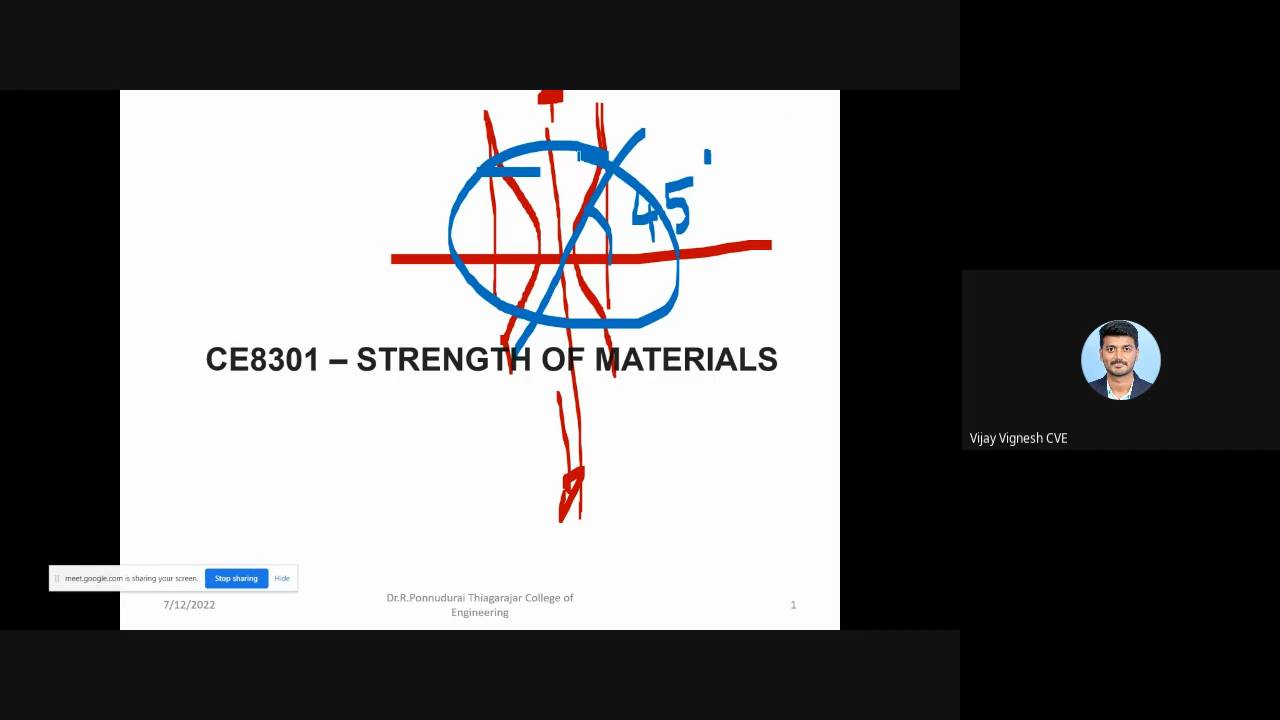 45°
CE8301 – STRENGTH OF MATERIALS
Vijay Vignesh CVE
meet.google.com is sharing your screen.
Stop sharing
Hide
7/12/2022
Dr.R.Ponnudurai Thiagarajar College of
Engineering
1